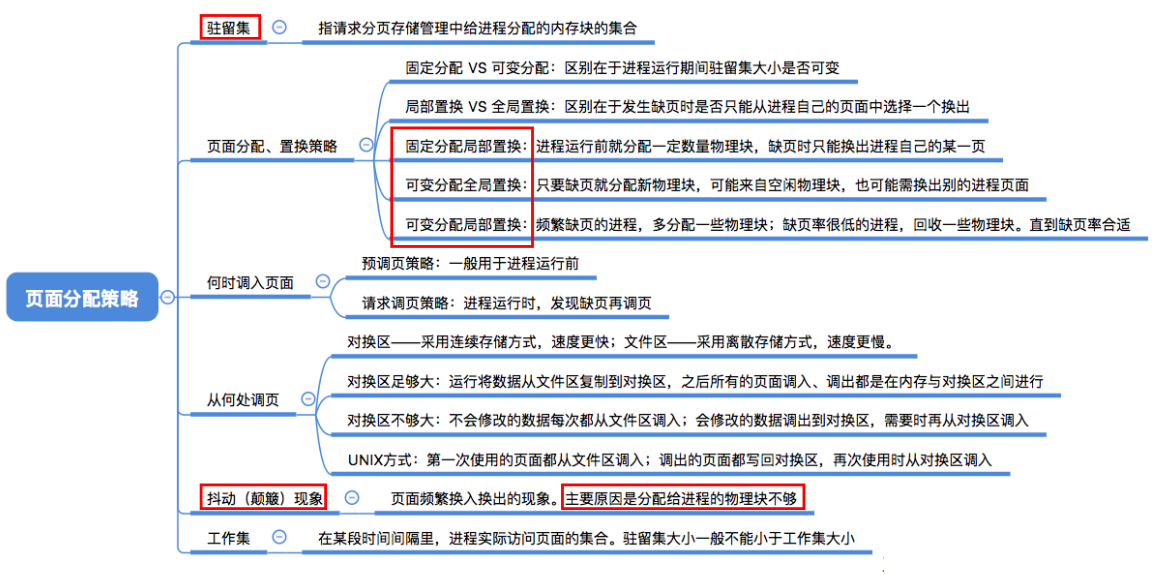 驻留集
指请求分页存储管理中给进程分配的内存块的集合
固定分配 VS 可变分配：区别在于进程运行期间驻留集大小是否可变
局部置换 VS 全局置换：区别在于发生缺页时是否只能从进程自己的页面中选择一个换出
页面分配、置换策略
固定分配局部置换：进程运行前就分配一定数量物理块，缺页时只能换出进程自己的某一页
可变分配全局置换：只要缺页就分配新物理块，可能来自空闲物理块，也可能需换出别的进程页面
可变分配局部置换：频繁缺页的进程，多分配一些物理块；缺页率很低的进程，回收一些物理块。直到缺页率合适
页面分配策略
何时调入页面
预调页策略：一般用于进程运行前
请求调页策略：进程运行时，发现缺页再调页
从何处调页
对换区——采用连续存储方式，速度更快；文件区——采用离散存储方式，速度更慢。
对换区足够大：运行将数据从文件区复制到对换区，之后所有的页面调入、调出都是在内存与对换区之间进行
对换区不够大：不会修改的数据每次都从文件区调入；会修改的数据调出到对换区，需要时再从对换区调入
UNIX方式：第一次使用的页面都从文件区调入；调出的页面都写回对换区，再次使用时从对换区调入
抖动（颠簸）现象
页面频繁换入换出的现象。主要原因是分配给进程的物理块不够
工作集
在某段时间间隔里，进程实际访问页面的集合。驻留集大小一般不能小于工作集大小